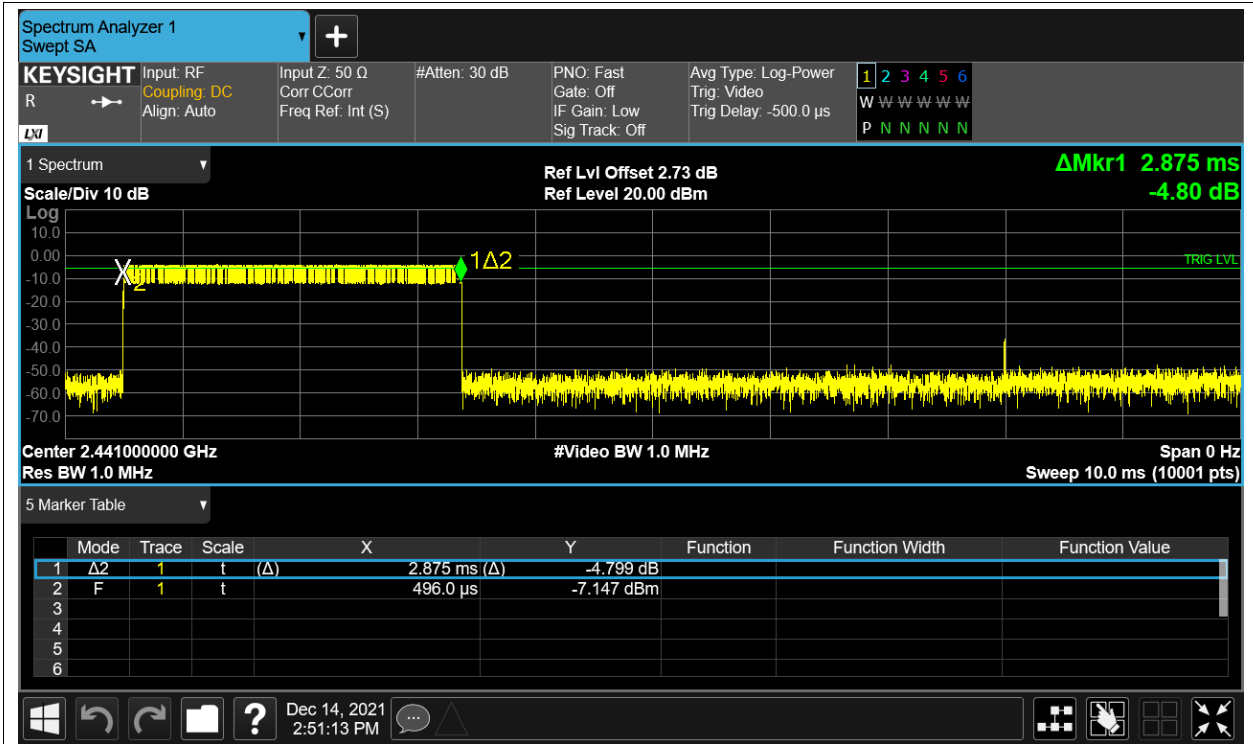 Spectrum Analyzer 1
Swept SA
KEYSIGHT
R
LXI
Input: RF
Coupling: DC
Align: Auto
Input Z: 50 Ω
Corr CCorr
Freq Ref: Int (S)
#Atten: 30 dB
PNO: Fast
Gate: Off
IF Gain: Low
Sig Track: Off
Avg Type: Log-Power
Trig: Video
Trig Delay: -500.0 µs
1 2 3 4 5 6
W W W W W W
P N N N N N
1 Spectrum
Scale/Div 10 dB
Ref Lvl Offset 2.73 dB
Ref Level 20.00 dBm
ΔMkr1 2.875 ms
-4.80 dB
Log
10.0
0.00
-10.0
-20.0
-30.0
-40.0
-50.0
-60.0
-70.0
X
2
1Δ2
TRIG LVL
Center 2.441000000 GHz
#Video BW 1.0 MHz
Span 0 Hz
Res BW 1.0 MHz
Sweep 10.0 ms (10001 pts)
5 Marker Table
Mode Trace Scale X Y Function Function Width Function Value
1 Δ2 1 t (Δ) 2.875 ms (Δ) -4.799 dB
2 F 1 t 496.0 µs -7.147 dBm
3
4
5
6
?
Dec 14, 2021
2:51:13 PM